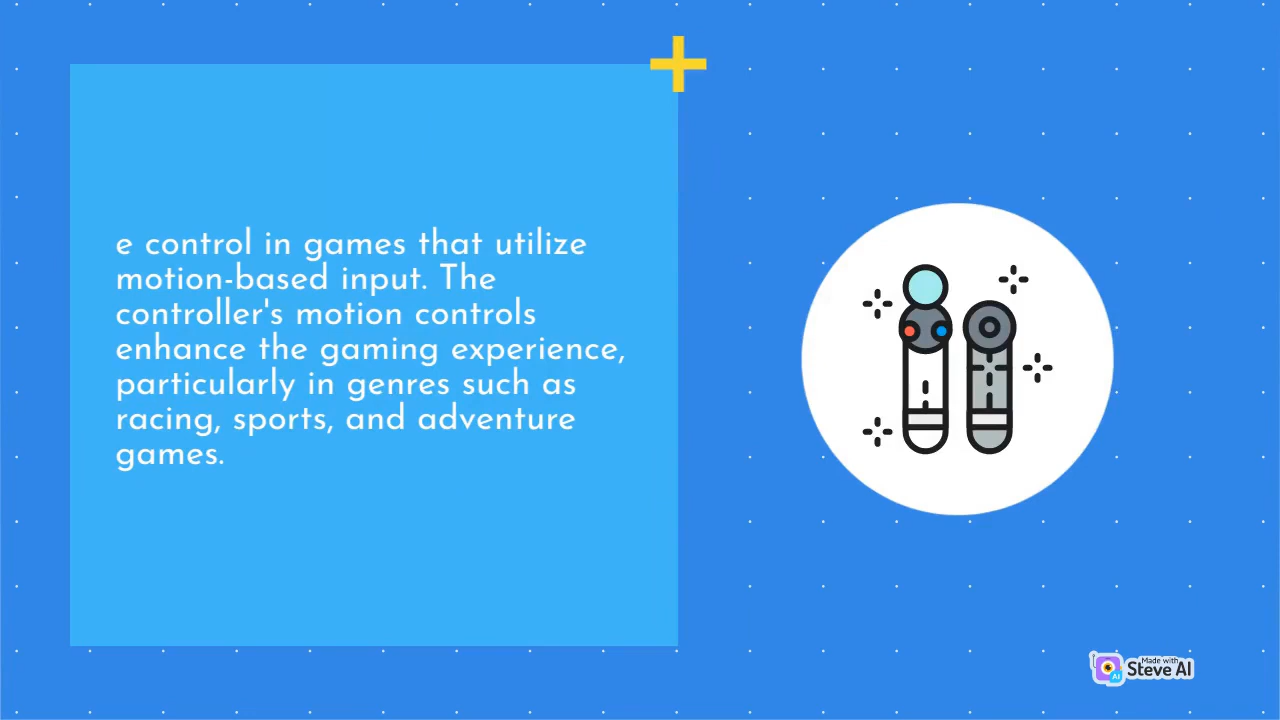 e control in games that utilize
motion-based input. The
controller's motion controls
enhance the gaming experience,
particularly in genres such as
racing, sports, and adventure
games.
Made with
Steve AI
AI